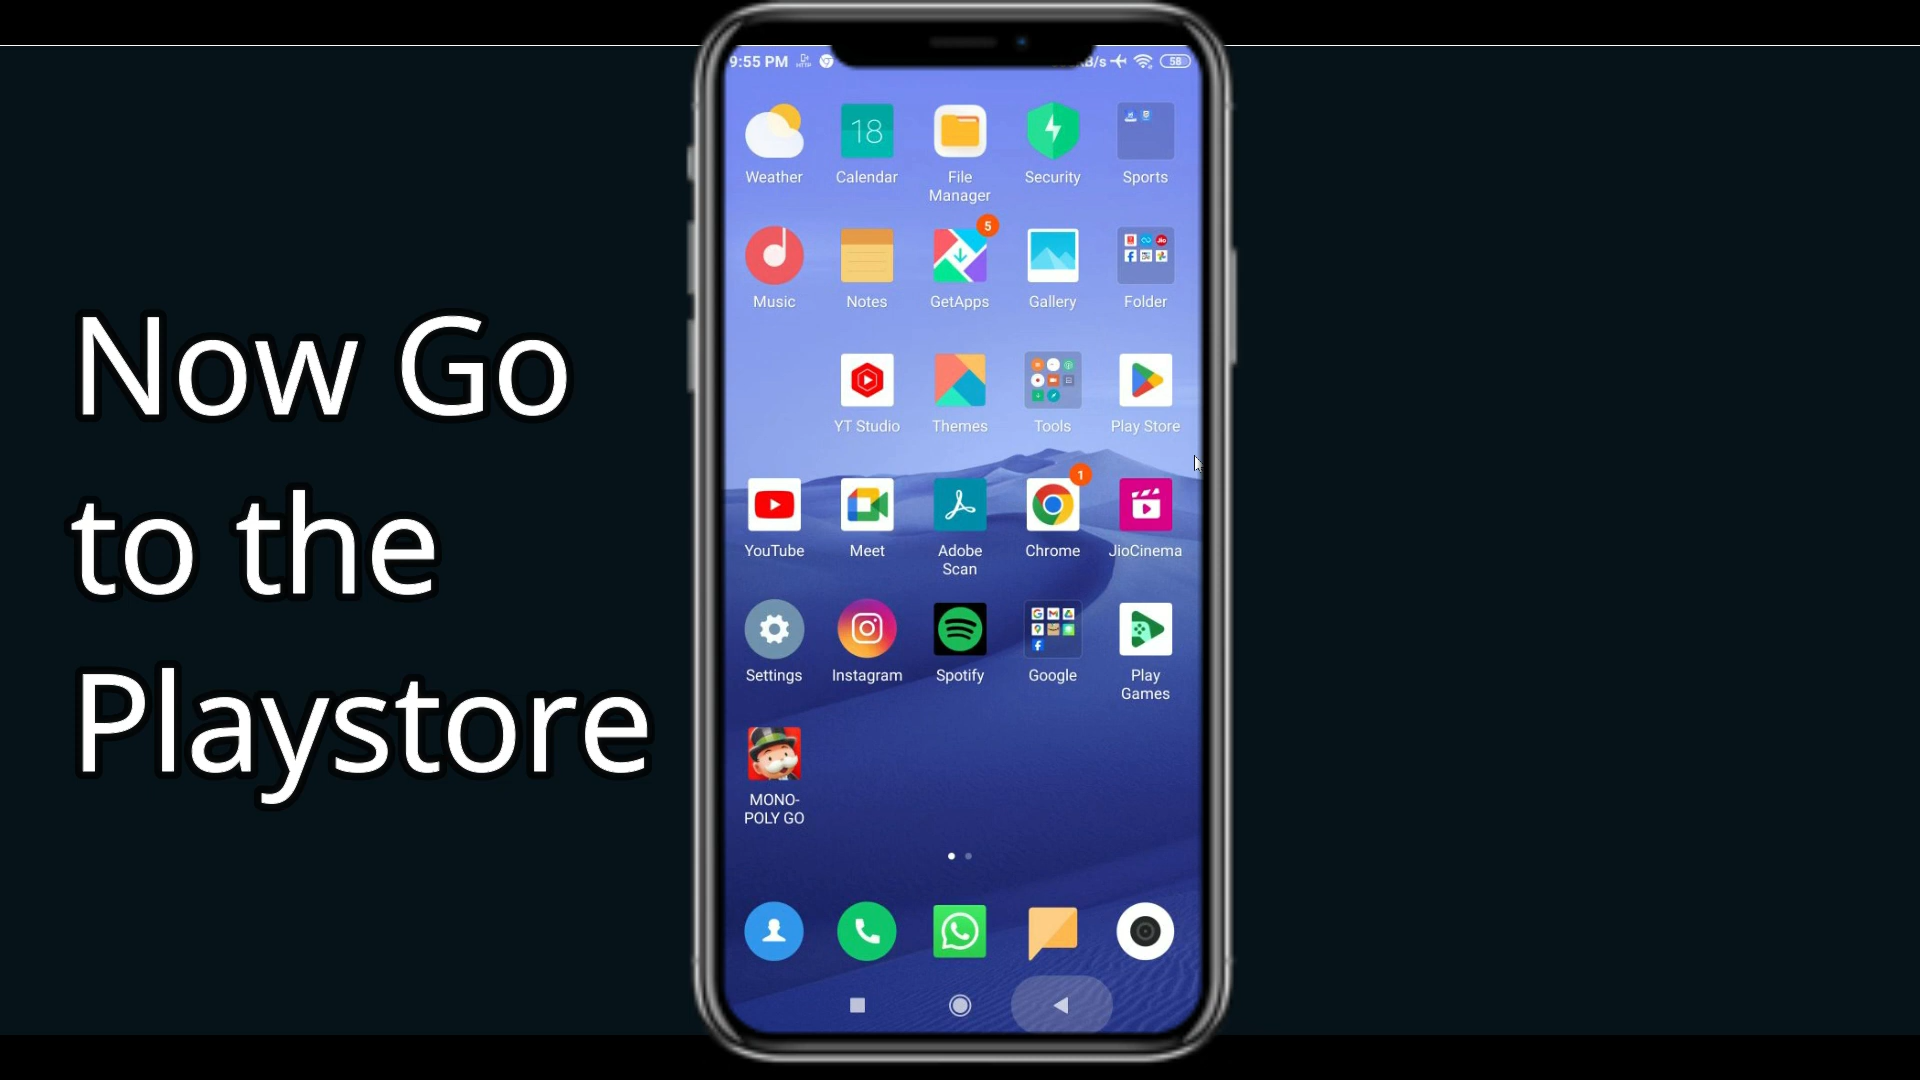 9:55 PM
B/s
58
18
Weather
Calendar
File
Manager
Security
Sports
5
Music
Notes
GetApps
Gallery
Folder
YT Studio
Themes
Tools
Play Store
1
YouTube
Meet
Adobe
Scan
Chrome
JioCinema
Settings
Instagram
Spotify
Google
Play
Games
MONO-
POLY GO
Now Go
to the
Playstore